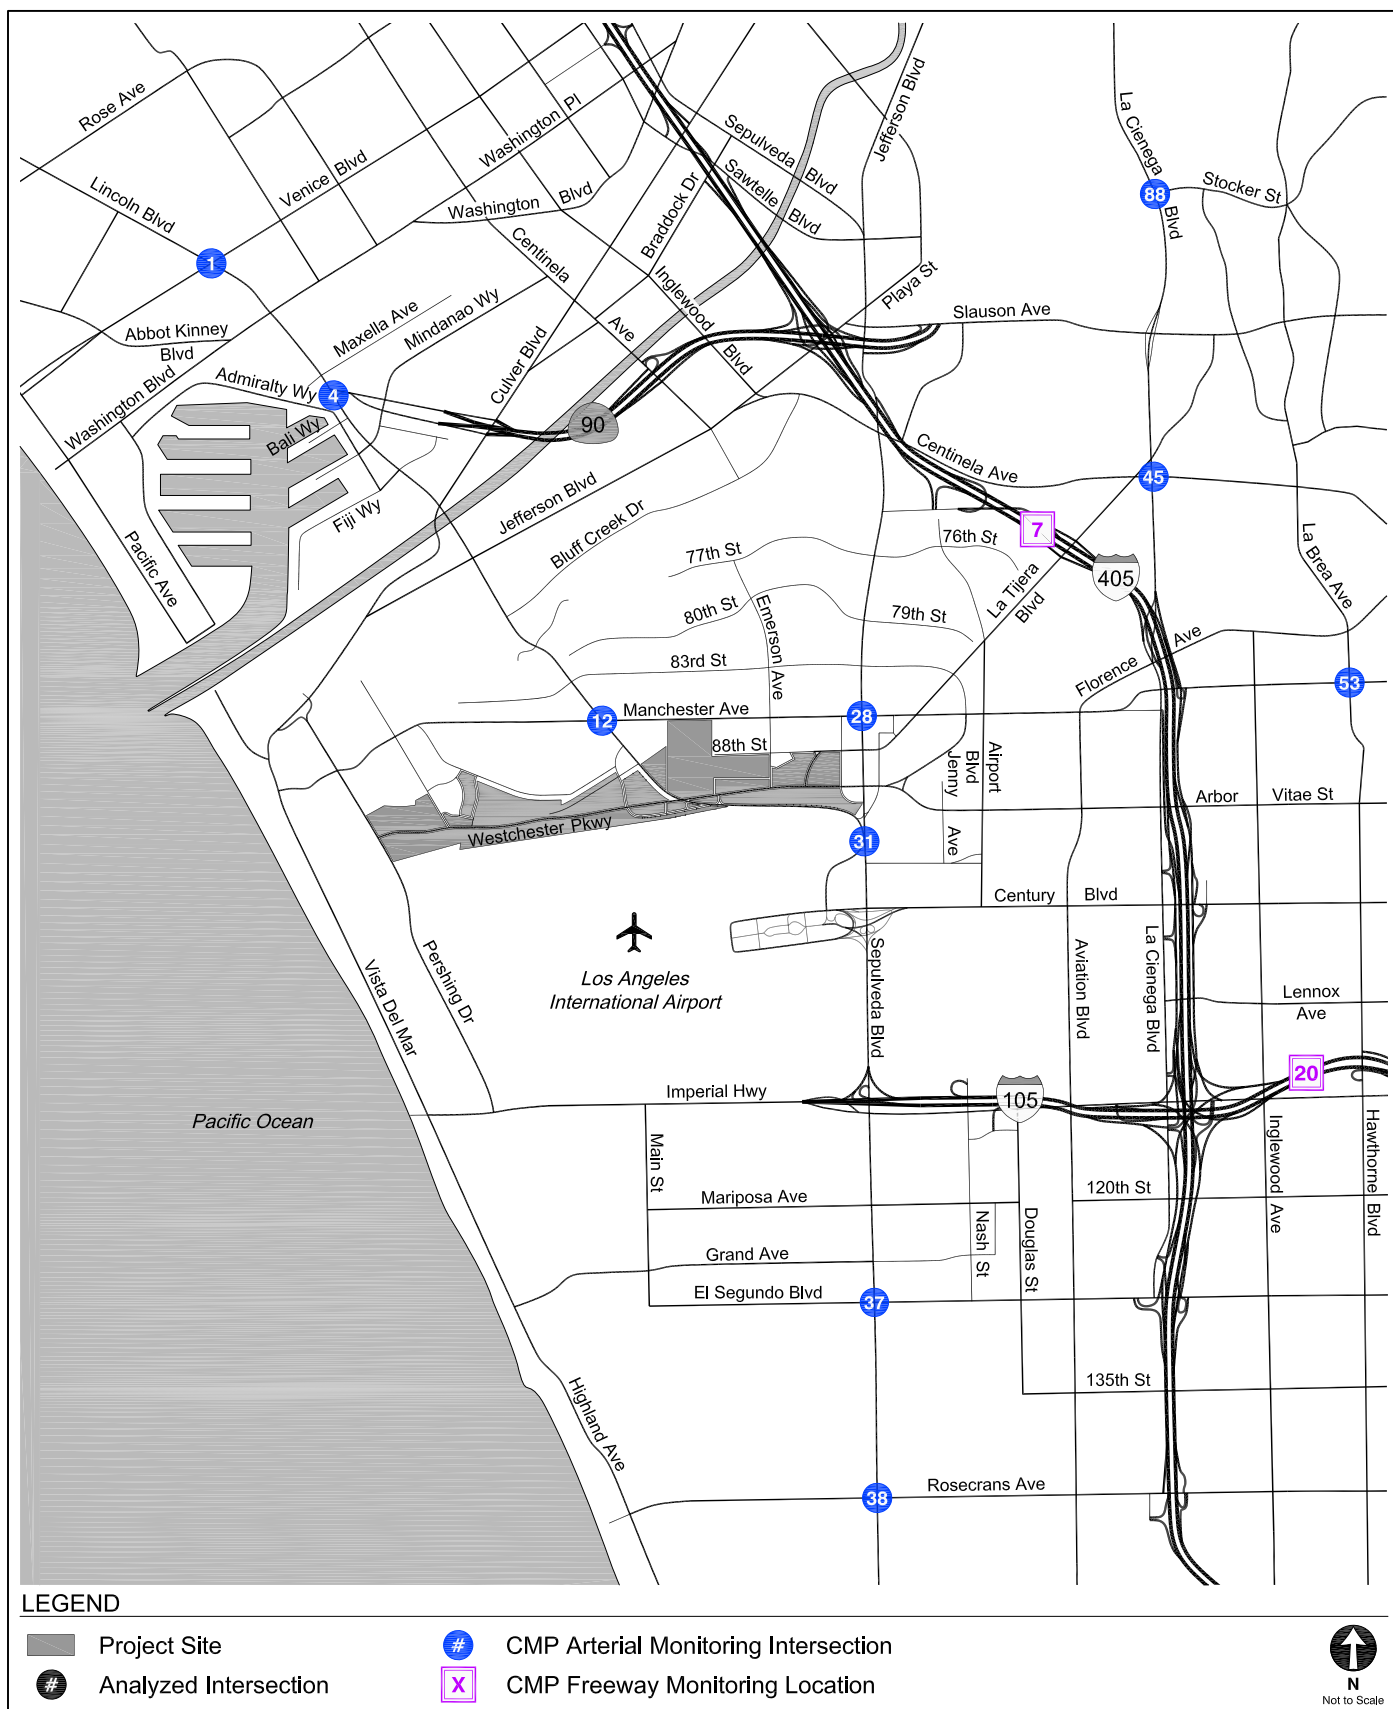 Rose Ave
Lincoln Blvd
Venice Blvd
Washington Pl
Washington Blvd
Sepulveda Blvd
Sawtelle Blvd
Braddock Dr
Jefferson Blvd
La Cienega Blvd
88
Stocker St
1
Centinela Ave
Inglewood Blvd
Playa St
Slauson Ave
Abbot Kinney
Blvd
Maxella Ave
Mindanao Wy
Culver Blvd
Washington Blvd
Admiralty Wy
4
Bali Wy
90
Fiji Wy
Pacific Ave
Jefferson Blvd
Bluff Creek Dr
Centinela Ave
45
7
405
La Brea Ave
77th St
76th St
La Tijera
Blvd
80th St
Emerson Ave
79th St
83rd St
Florence Ave
53
12
Manchester Ave
28
88th St
Jenny Ave
Blvd
Airport
Arbor Vitae St
Westchester Pkwy
31
Century Blvd
Los Angeles
International Airport
Sepulveda Blvd
Aviation Blvd
La Cienega Blvd
Lennox
Ave
Pershing Dr
Vista Del Mar
Pacific Ocean
Imperial Hwy
105
20
Main St
Mariposa Ave
Nash St
Douglas St
120th St
Inglewood Ave
Hawthorne Blvd
Grand Ave
El Segundo Blvd
37
135th St
Highland Ave
Rosecrans Ave
38
LEGEND
Project Site
# CMP Arterial Monitoring Intersection
# Analyzed Intersection
X CMP Freeway Monitoring Location
N
Not to Scale